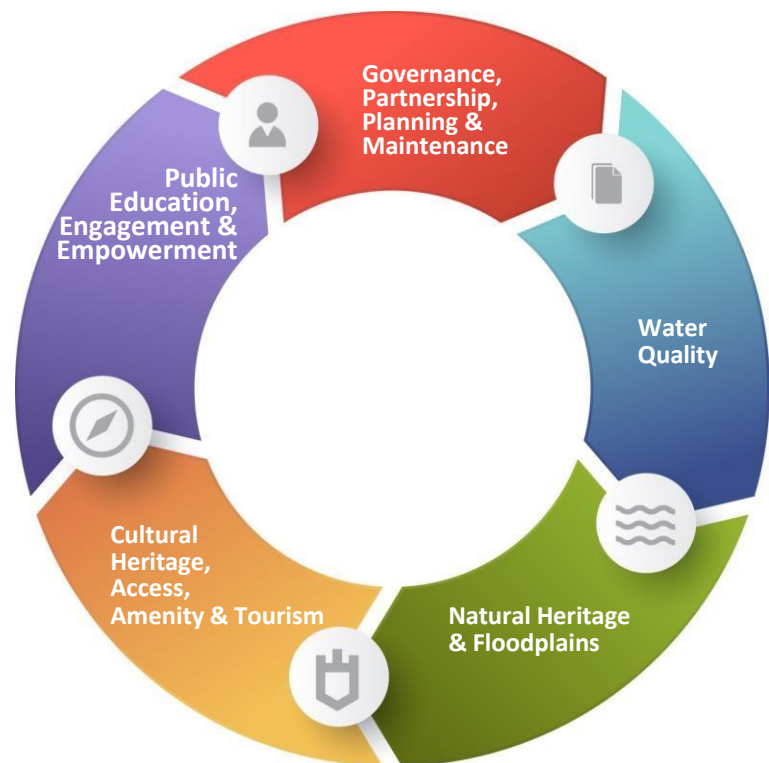 Governance,
Partnership,
Planning &
Maintenance
Water
Quality
Natural Heritage
& Floodplains
Cultural
Heritage,
Access,
Amenity & Tourism
Public
Education,
Engagement &
Empowerment